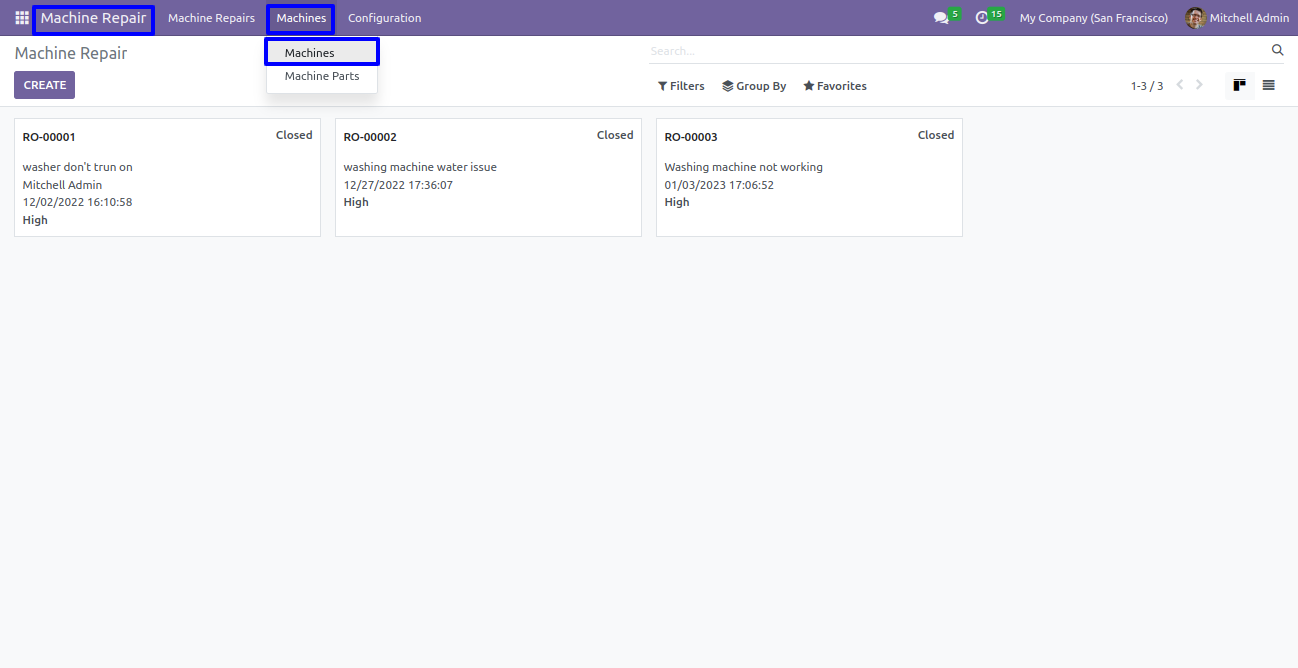 Machine Repair Machine Repairs Machines Configuration 5 15 My Company (San Francisco) Mitchell Admin
Machine Repair
Machines
Machine Parts
Search...
CREATE
Filters Group By Favorites 1-3 / 3
RO-00001 Closed
washer don't trun on
Mitchell Admin
12/02/2022 16:10:58
High
RO-00002 Closed
washing machine water issue
12/27/2022 17:36:07
High
RO-00003 Closed
Washing machine not working
01/03/2023 17:06:52
High